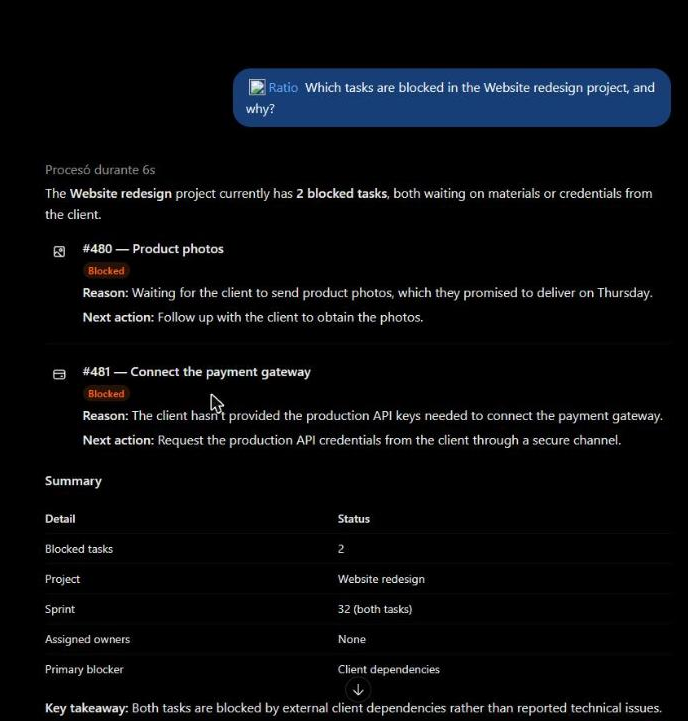 Ratio Which tasks are blocked in the Website redesign project, and
why?
Procesó durante 6s
The Website redesign project currently has 2 blocked tasks, both waiting on materials or credentials from
the client.
#480 — Product photos
Blocked
Reason: Waiting for the client to send product photos, which they promised to deliver on Thursday.
Next action: Follow up with the client to obtain the photos.
#481 — Connect the payment gateway
Blocked
Reason: The client hasn't provided the production API keys needed to connect the payment gateway.
Next action: Request the production API credentials from the client through a secure channel.
Summary
Detail Status
Blocked tasks 2
Project Website redesign
Sprint 32 (both tasks)
Assigned owners None
Primary blocker Client dependencies
Key takeaway: Both tasks are blocked by external client dependencies rather than reported technical issues.